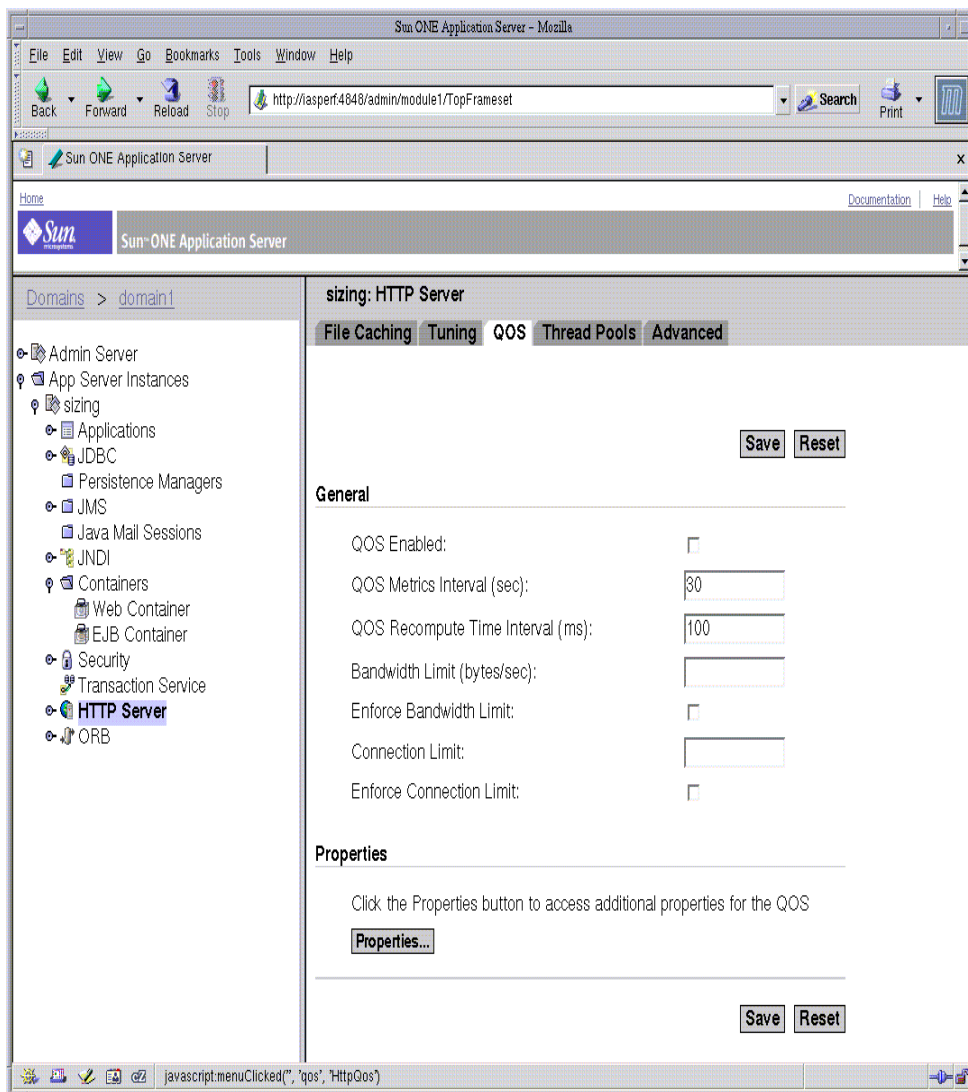 Sun ONE Application Server – Mozilla
File Edit View Go Bookmarks Tools Window Help
Back Forward Reload Stop http://iasperf:4848/admin/module1/TopFrameset Search Print
Sun ONE Application Server x
Home Documentation Help
Sun microsystems Sun™ ONE Application Server
Domains > domain1
Admin Server
App Server Instances
sizing
Applications
JDBC
Persistence Managers
JMS
Java Mail Sessions
JNDI
Containers
Web Container
EJB Container
Security
Transaction Service
HTTP Server
ORB
sizing: HTTP Server
File Caching Tuning QOS Thread Pools Advanced
Save Reset
General
QOS Enabled:
QOS Metrics Interval (sec): 30
QOS Recompute Time Interval (ms): 100
Bandwidth Limit (bytes/sec):
Enforce Bandwidth Limit:
Connection Limit:
Enforce Connection Limit:
Properties
Click the Properties button to access additional properties for the QOS
Properties...
Save Reset
javascript:menuClicked('', 'qos', 'HttpQos')